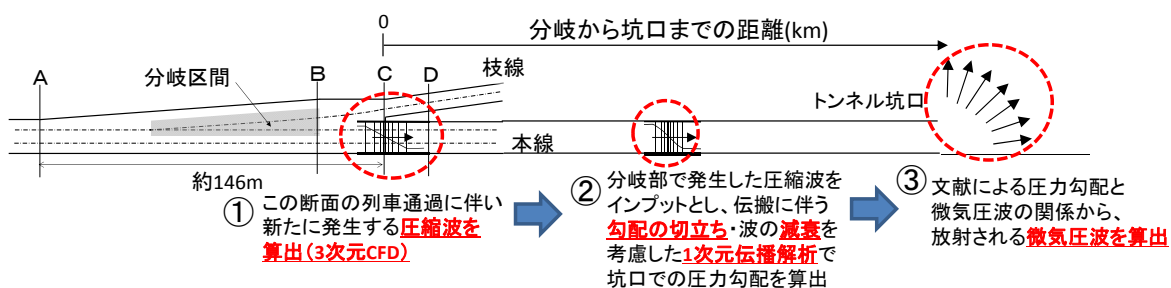 0
分岐から坑口までの距離(km)
A
分岐区間
B
C
D
枝線
トンネル坑口
本線
約146m
①
この断面の列車通過に伴い
新たに発生する圧縮波を
算出(3次元CFD)
②
分岐部で発生した圧縮波を
インプットとし、伝搬に伴う
勾配の切立ち・波の減衰を
考慮した1次元伝播解析で
坑口での圧力勾配を算出
③
文献による圧力勾配と
微気圧波の関係から、
放射される微気圧波を算出